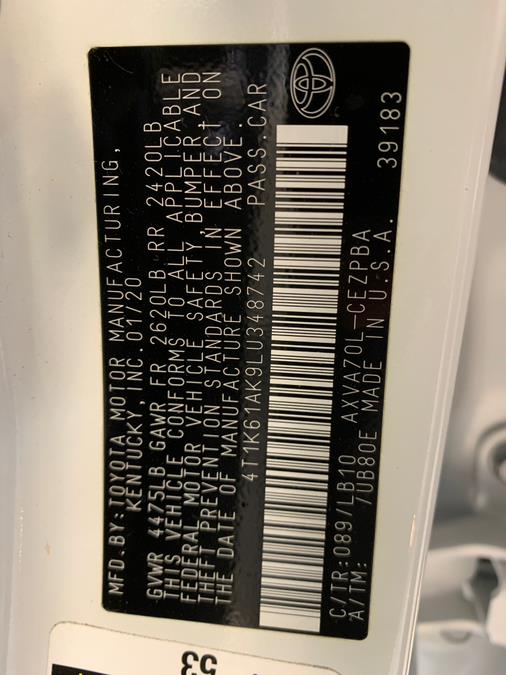 MFD.BY:TOYOTA MOTOR MANUFACTURING,
KENTUCKY, INC. 01/20
GVWR 4475LB GAWR FR 2620LB RR 2420LB
THIS VEHICLE CONFORMS TO ALL APPLICABLE
FEDERAL MOTOR VEHICLE SAFETY, BUMPER, AND
THEFT PREVENTION STANDARDS IN EFFECT ON
THE DATE OF MANUFACTURE SHOWN ABOVE.
4T1K61AK9LU348742 PASS.CAR
C/TR:089/LB10 AXVA70L-CEZPBA
A/TM: 7UB80E MADE IN U.S.A. 39183
53